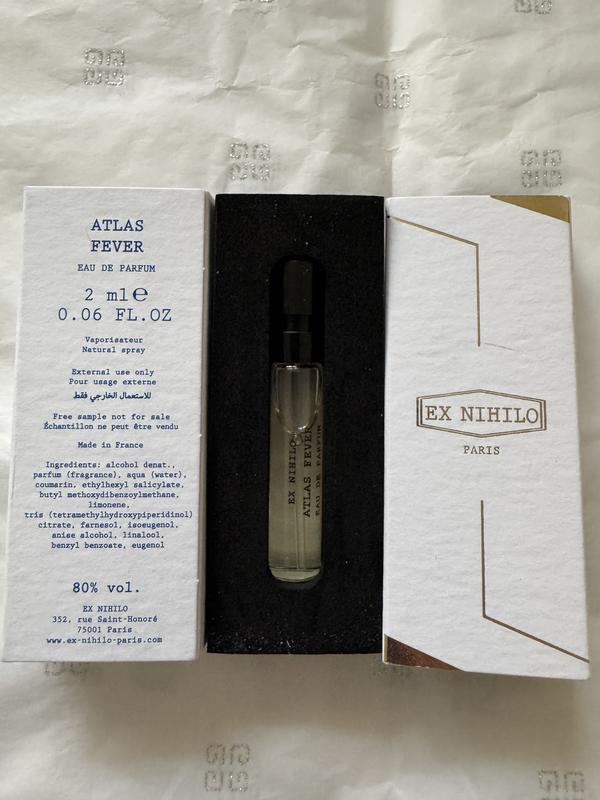 ATLAS
FEVER
EAU DE PARFUM
2 ml℮
0.06 FL.OZ
Vaporisateur
Natural spray
External use only
Pour usage externe
للاستعمال الخارجي فقط
Free sample not for sale
Échantillon ne peut être vendu
Made in France
Ingredients: alcohol denat.,
parfum (fragrance), aqua (water),
coumarin, ethylhexyl salicylate,
butyl methoxydibenzoylmethane,
limonene,
tris (tetramethylhydroxypiperidinol)
citrate, farnesol, isoeugenol,
anise alcohol, linalool,
benzyl benzoate, eugenol
80% vol.
EX NIHILO
352, rue Saint-Honoré
75001 Paris
www.ex-nihilo-paris.com
EX NIHILO
ATLAS FEVER
EAU DE PARFUM
EX NIHILO
PARIS